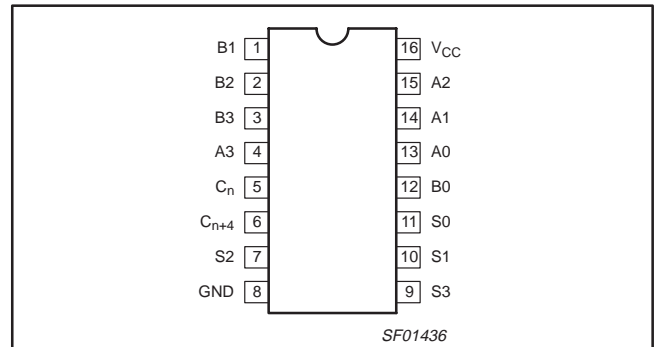 B1 1 16 VCC
B2 2 15 A2
B3 3 14 A1
A3 4 13 A0
Cn 5 12 B0
Cn+4 6 11 S0
S2 7 10 S1
GND 8 9 S3
SF01436